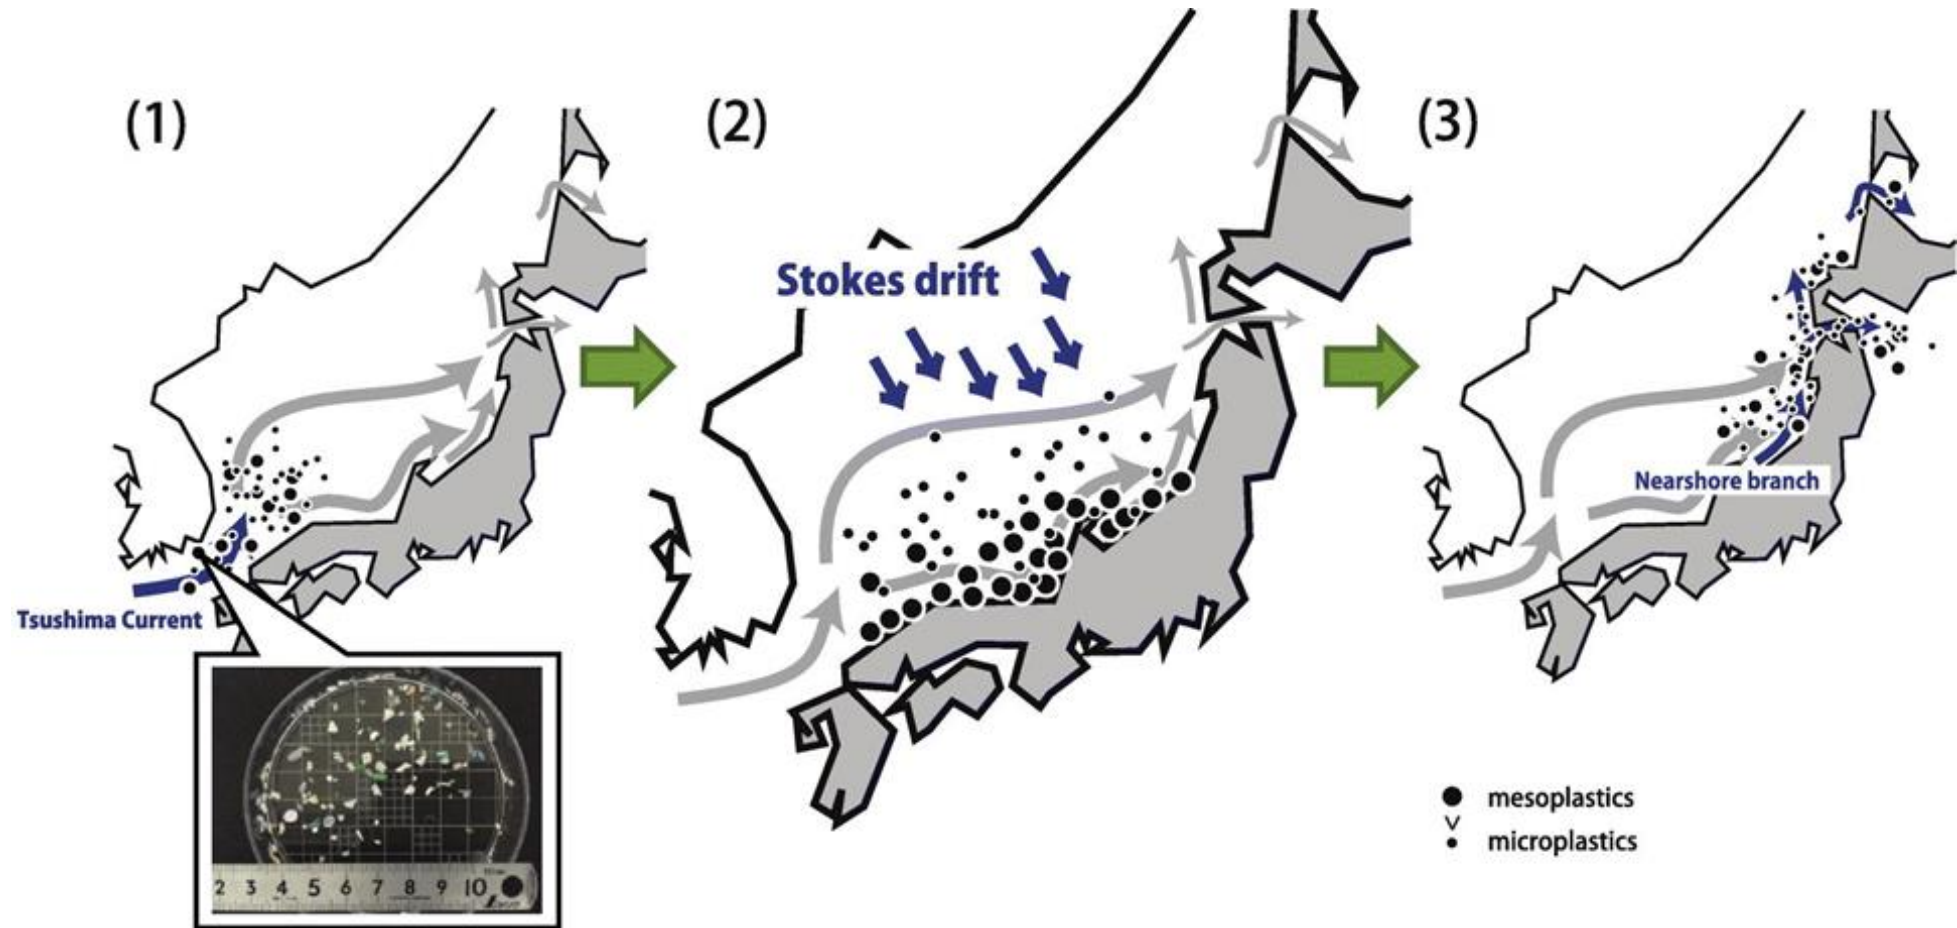 (1)
(2)
(3)
Stokes drift
Tsushima Current
Nearshore branch
2 3 4 5 6 7 8 9 10
mesoplastics
microplastics